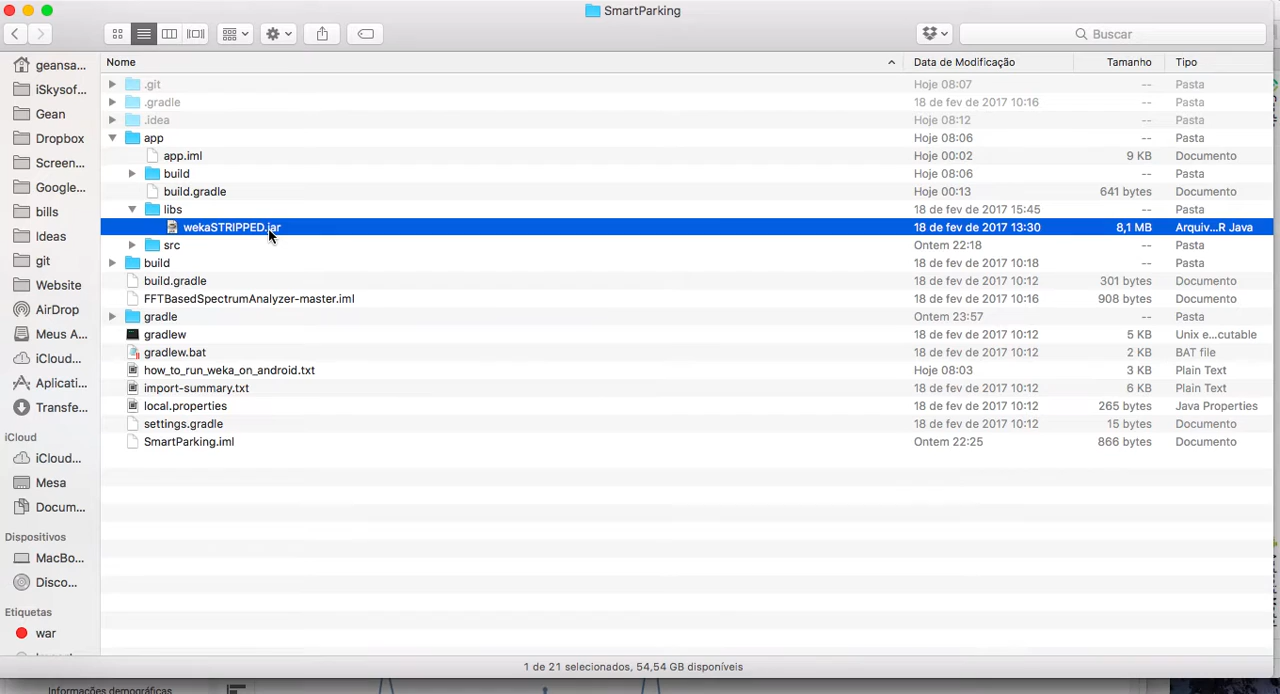 SmartParking
Buscar
Nome Data de Modificação Tamanho Tipo
geansa...
iSkysof...
Gean
Dropbox
Screen...
Google...
bills
Ideas
git
Website
AirDrop
Meus A...
iCloud...
Aplicati...
Transfe...
iCloud
iCloud...
Mesa
Docum...
Dispositivos
MacBo...
Disco...
Etiquetas
war
.git Hoje 08:07 -- Pasta
.gradle 18 de fev de 2017 10:16 -- Pasta
.idea Hoje 08:12 -- Pasta
app Hoje 08:06 -- Pasta
app.iml Hoje 00:02 9 KB Documento
build Hoje 08:06 -- Pasta
build.gradle Hoje 00:13 641 bytes Documento
libs 18 de fev de 2017 15:45 -- Pasta
wekaSTRIPPED.jar 18 de fev de 2017 13:30 8,1 MB Arquiv...R Java
src Ontem 22:18 -- Pasta
build 18 de fev de 2017 10:18 -- Pasta
build.gradle 18 de fev de 2017 10:12 301 bytes Documento
FFTBasedSpectrumAnalyzer-master.iml 18 de fev de 2017 10:16 908 bytes Documento
gradle Ontem 23:57 -- Pasta
gradlew 18 de fev de 2017 10:12 5 KB Unix e...cutable
gradlew.bat 18 de fev de 2017 10:12 2 KB BAT file
how_to_run_weka_on_android.txt Hoje 08:03 3 KB Plain Text
import-summary.txt 18 de fev de 2017 10:12 6 KB Plain Text
local.properties 18 de fev de 2017 10:12 265 bytes Java Properties
settings.gradle 18 de fev de 2017 10:12 15 bytes Documento
SmartParking.iml Ontem 22:25 866 bytes Documento
1 de 21 selecionados, 54,54 GB disponíveis
Informações demográficas